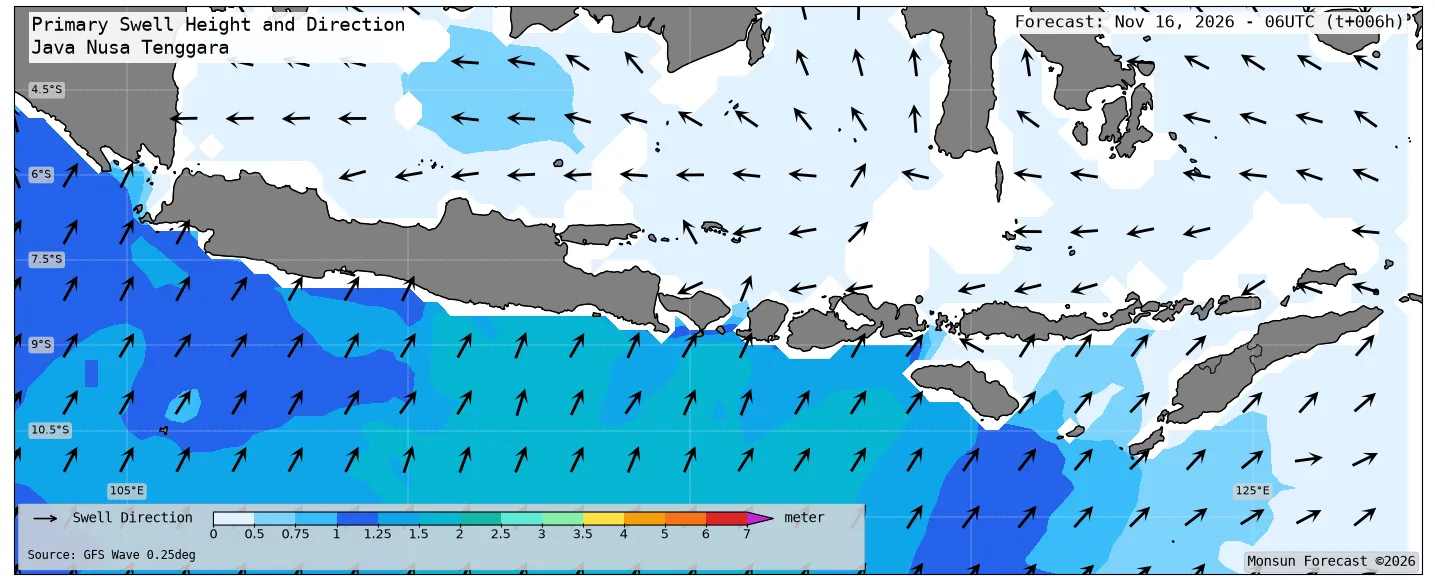 Primary Swell Height and Direction
Java Nusa Tenggara
Forecast: Nov 16, 2026 - 06UTC (t+006h)
4.5°S
6°S
7.5°S
9°S
10.5°S
105°E
125°E
Swell Direction
0 0.5 0.75 1 1.25 1.5 2 2.5 3 3.5 4 5 6 7
meter
Source: GFS Wave 0.25deg
Monsun Forecast ©2026